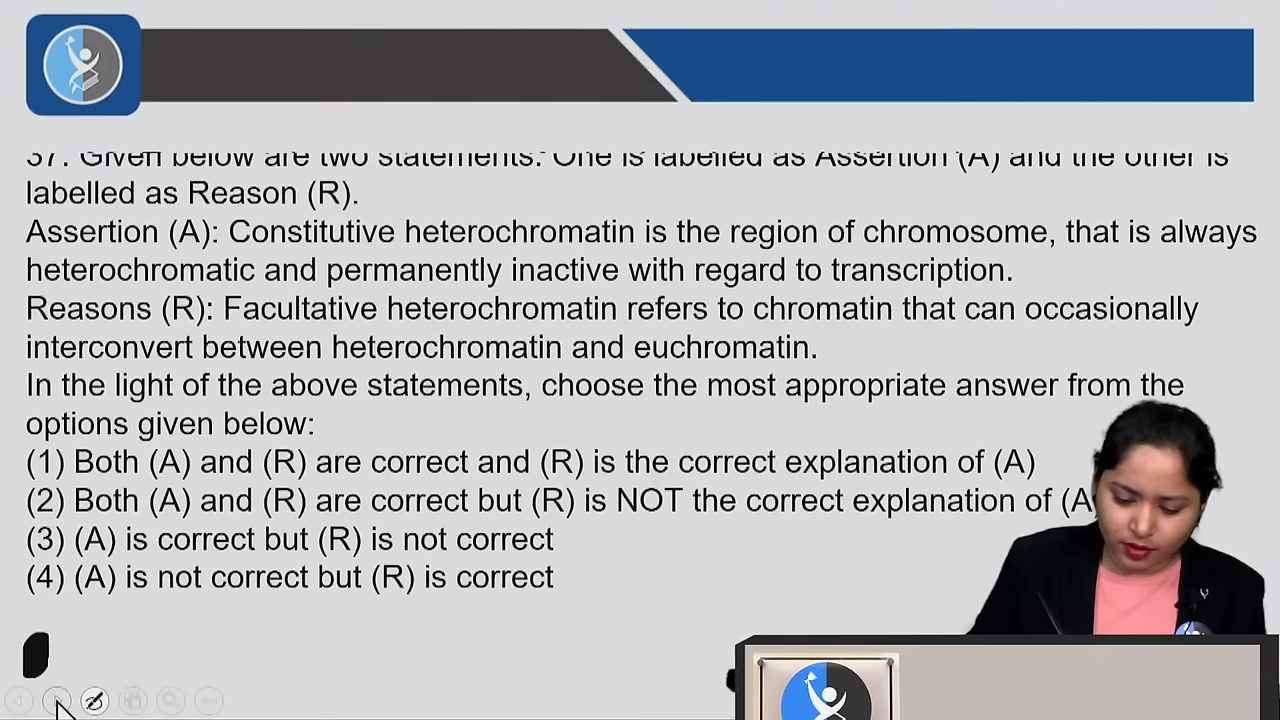 37. Given below are two statements: One is labelled as Assertion (A) and the other is
labelled as Reason (R).
Assertion (A): Constitutive heterochromatin is the region of chromosome, that is always
heterochromatic and permanently inactive with regard to transcription.
Reasons (R): Facultative heterochromatin refers to chromatin that can occasionally
interconvert between heterochromatin and euchromatin.
In the light of the above statements, choose the most appropriate answer from the
options given below:
(1) Both (A) and (R) are correct and (R) is the correct explanation of (A)
(2) Both (A) and (R) are correct but (R) is NOT the correct explanation of (A
(3) (A) is correct but (R) is not correct
(4) (A) is not correct but (R) is correct